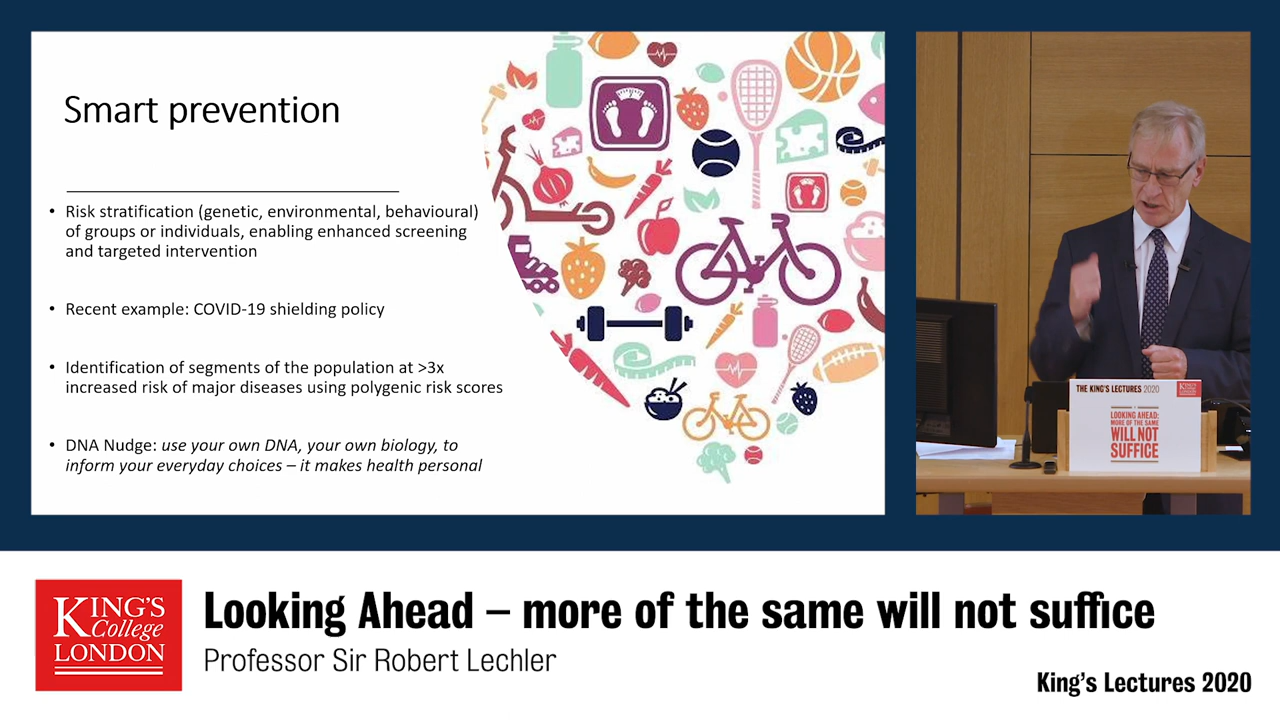 Smart prevention
• Risk stratification (genetic, environmental, behavioural)
of groups or individuals, enabling enhanced screening
and targeted intervention
• Recent example: COVID-19 shielding policy
• Identification of segments of the population at >3x
increased risk of major diseases using polygenic risk scores
• DNA Nudge: use your own DNA, your own biology, to
inform your everyday choices – it makes health personal
THE KING'S LECTURES 2020
LOOKING AHEAD:
MORE OF THE SAME
WILL NOT
SUFFICE
KING'S
College
LONDON
Looking Ahead – more of the same will not suffice
Professor Sir Robert Lechler
King's Lectures 2020